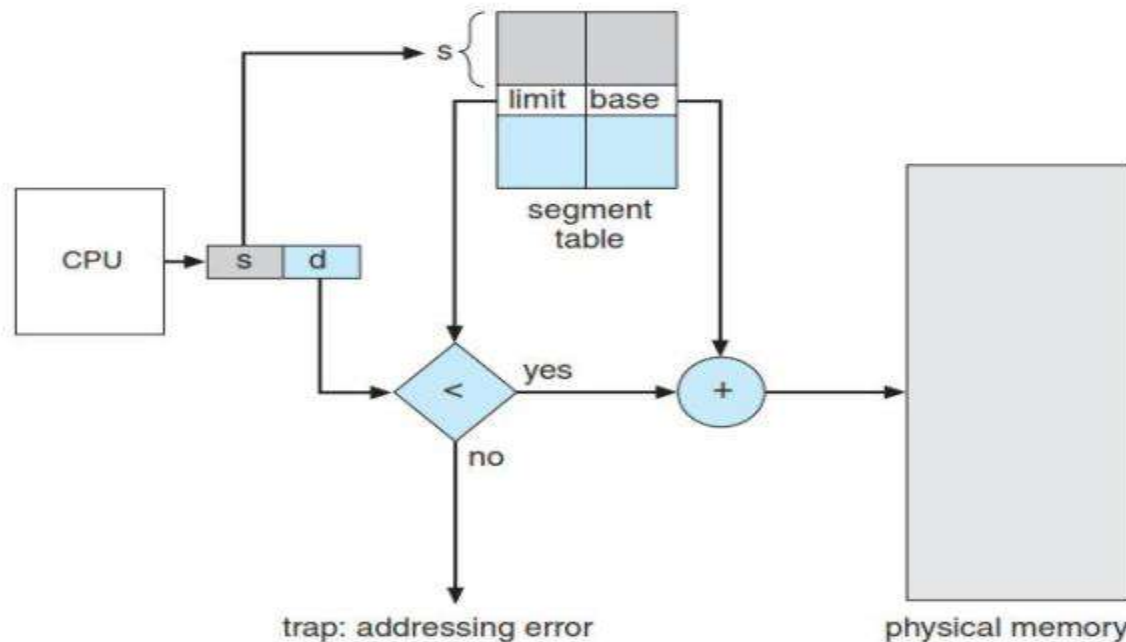 s
limit base
segment
table
CPU
s d
< yes +
no
trap: addressing error
physical memory